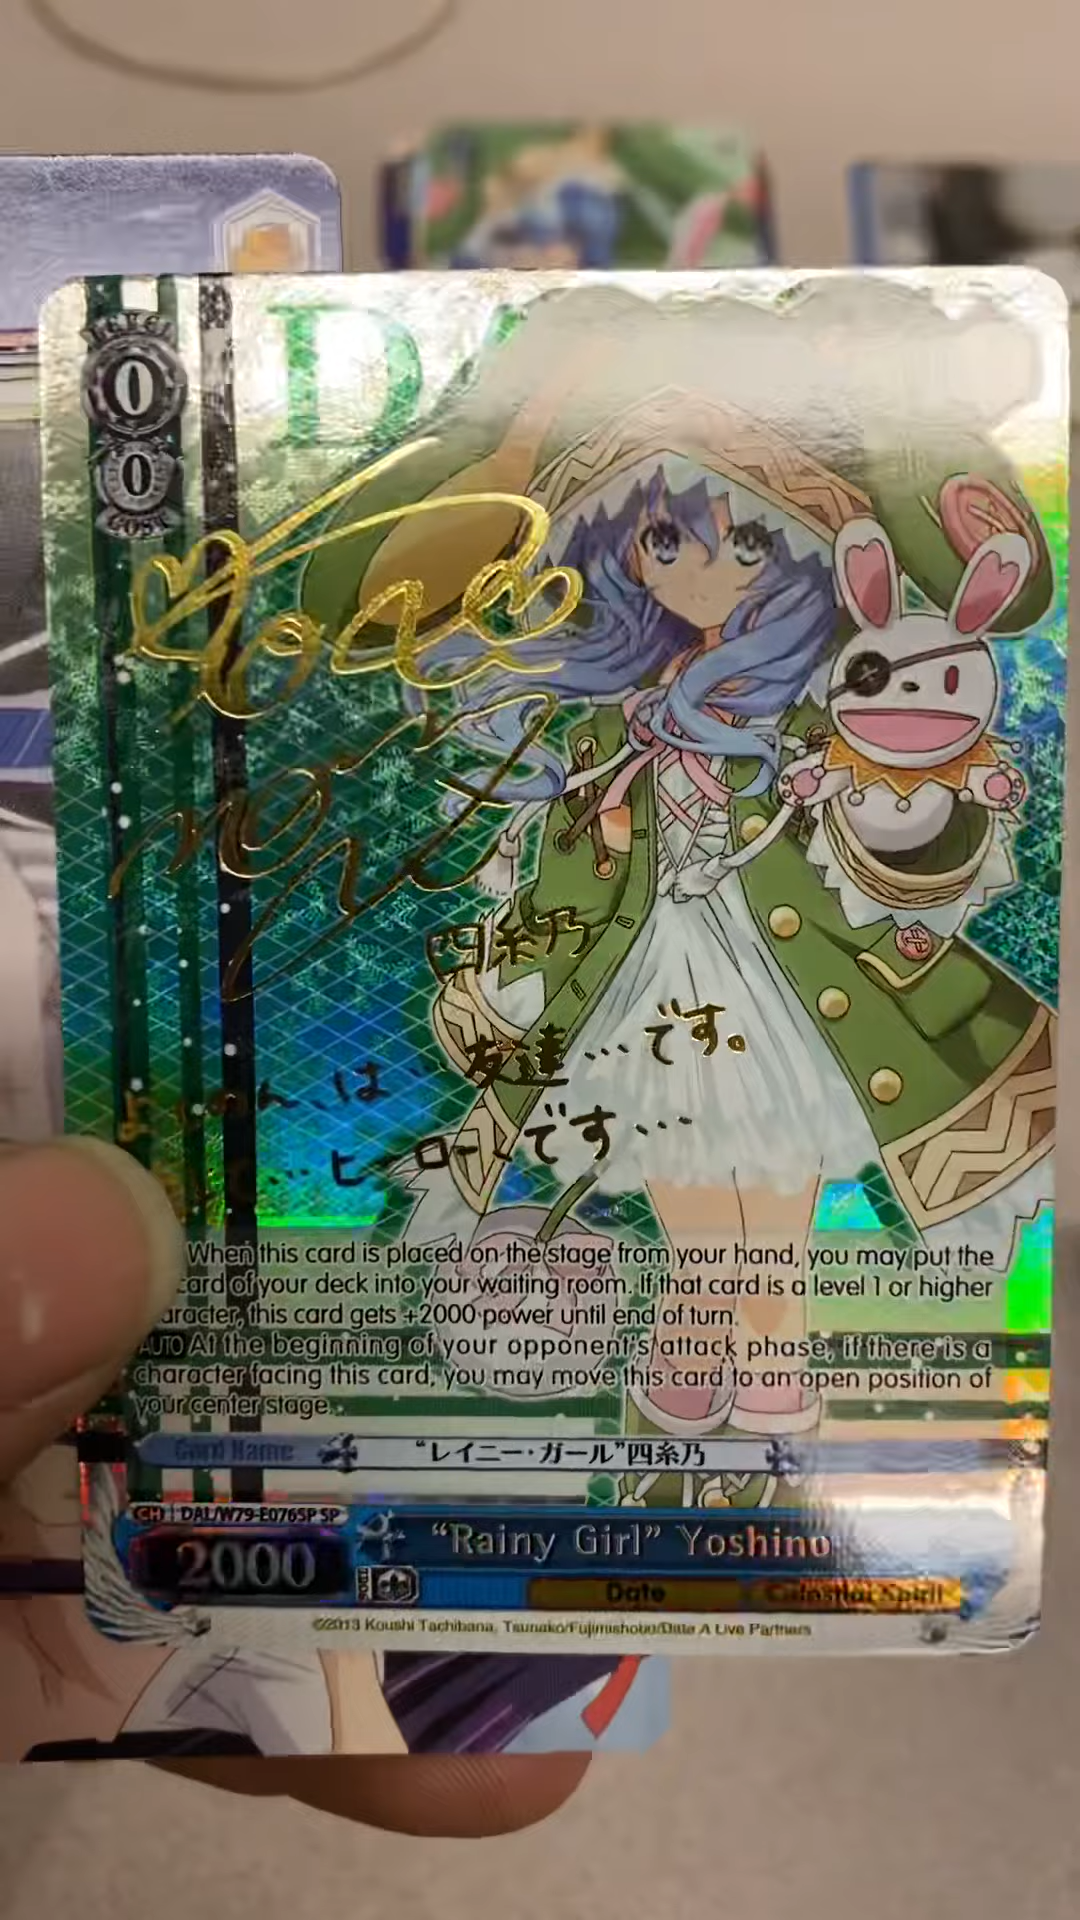 LEVEL
0
0
COST
DA
四糸乃
友達…です。
は、
ヒーローです…
When this card is placed on the stage from your hand, you may put the
card of your deck into your waiting room. If that card is a level 1 or higher
aracter, this card gets +2000 power until end of turn.
AUTO At the beginning of your opponent's attack phase, if there is a
character facing this card, you may move this card to an open position of
your center stage.
Card Name
"レイニー・ガール"四糸乃
CH DAL/W79-E076SP SP
"Rainy Girl" Yoshino
2000
Date
Celestial Spirit
©2013 Koushi Tachibana, Tsunako/Fujimishobo/Date A Live Partners